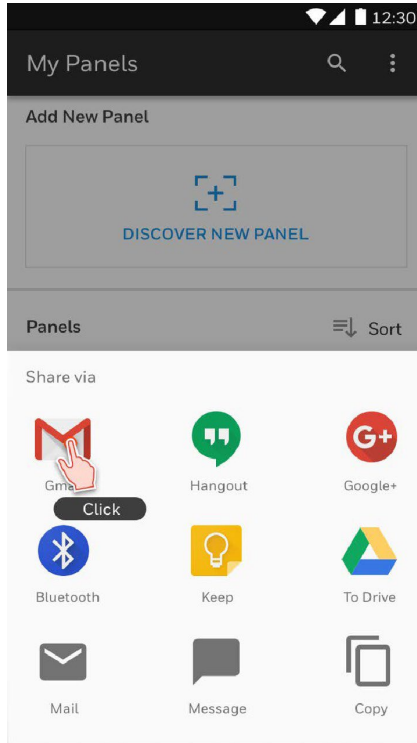 12:30
My Panels
Add New Panel
DISCOVER NEW PANEL
Panels
Sort
Share via
G+
Gma
Hangout
Google+
Click
Bluetooth
Keep
To Drive
Mail
Message
Copy